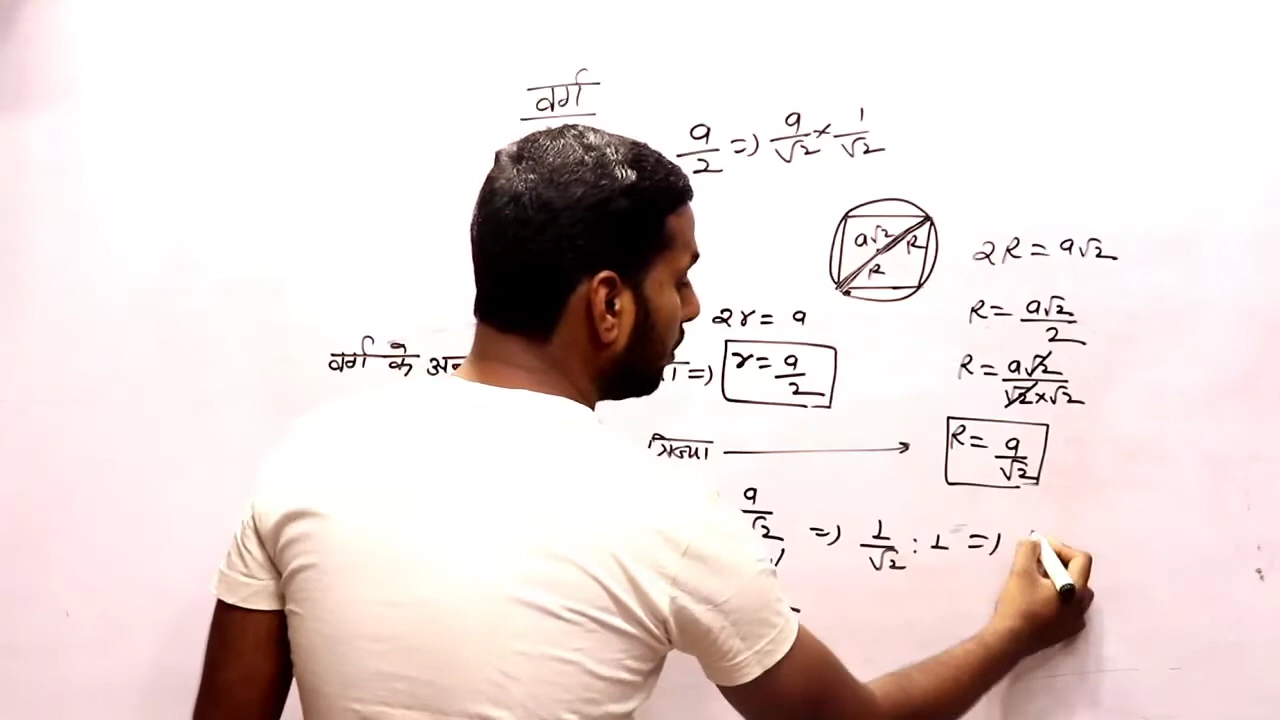 वर्ग
a/2 => a/√2 × 1/√2
a√2 R
R
2R = a√2
2r = a
R = a√2/2
वर्ग के => r = a/2
R = a√2/√2×√2
त्रिज्या ⟶ R = a/√2
a/√2 => 1/√2 : 1 =>